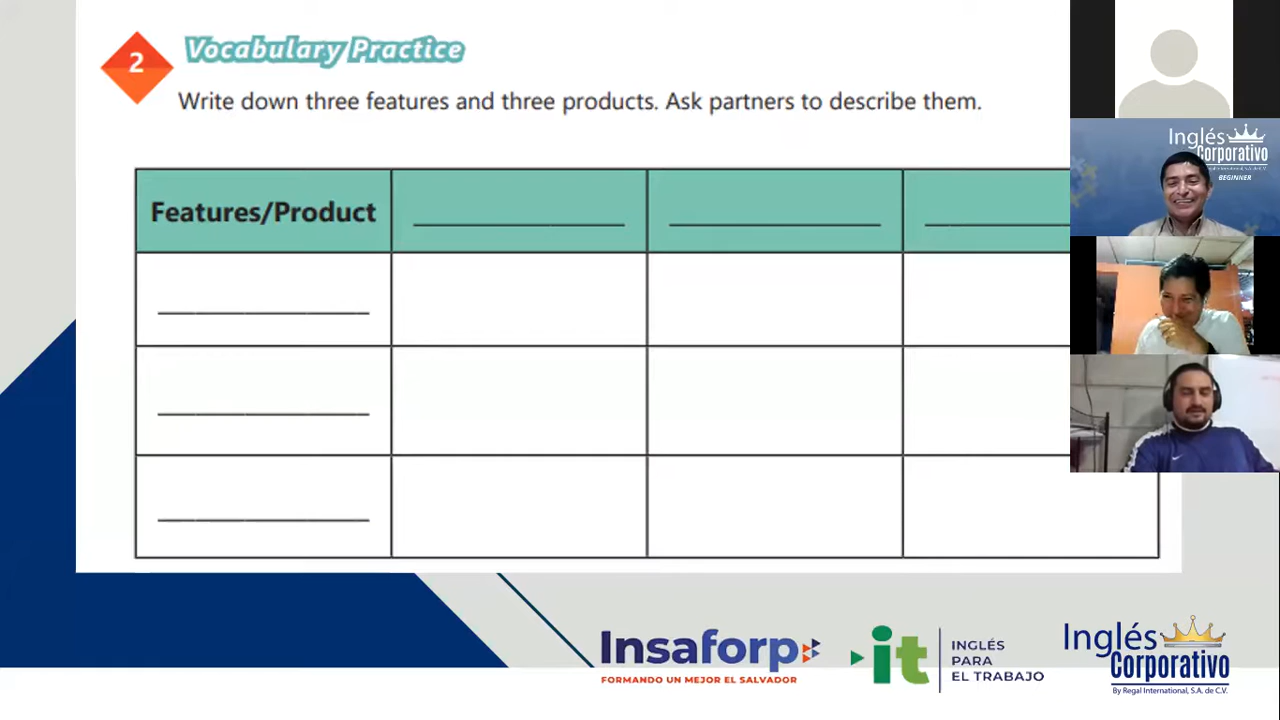 2
Vocabulary Practice
Write down three features and three products. Ask partners to describe them.
Features/Product
Inglés
Corporativo
BEGINNER
Insaforp
FORMANDO UN MEJOR EL SALVADOR
it
INGLÉS
PARA
EL TRABAJO
Inglés
Corporativo
By Regal International, S.A. de C.V.